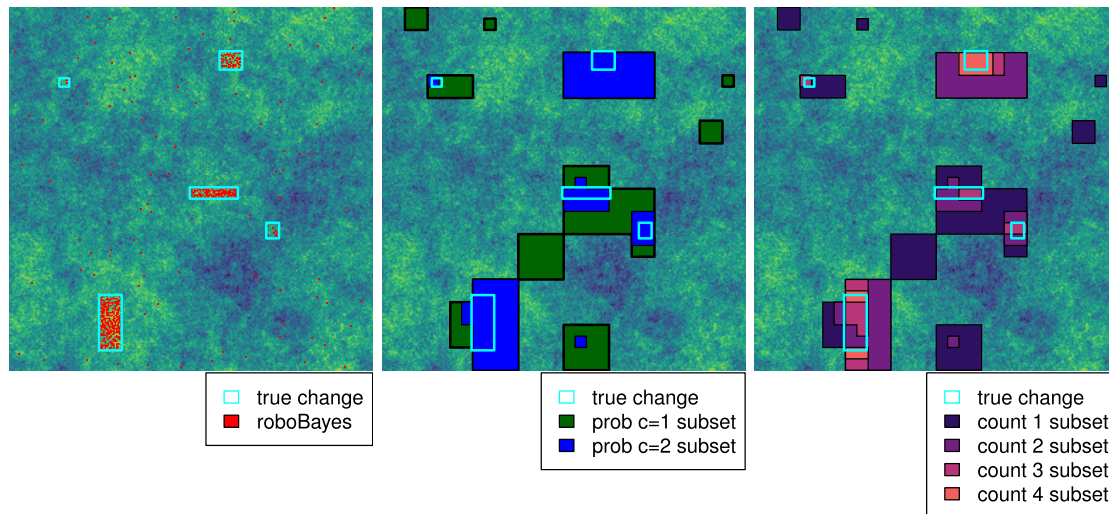 true change
roboBayes
true change
prob c=1 subset
prob c=2 subset
true change
count 1 subset
count 2 subset
count 3 subset
count 4 subset